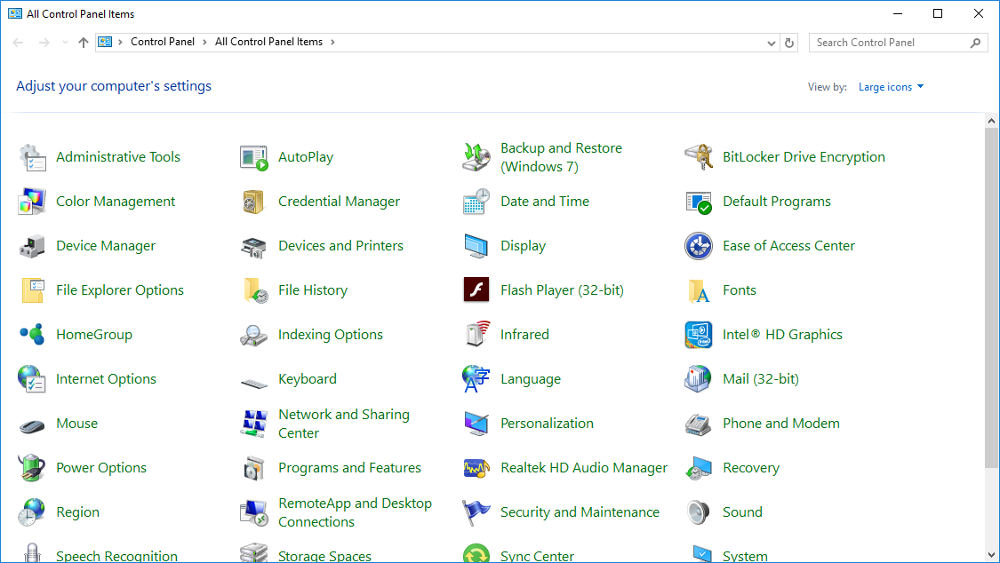 All Control Panel Items
Control Panel > All Control Panel Items >
Search Control Panel
Adjust your computer's settings
View by: Large icons
Administrative Tools
AutoPlay
Backup and Restore
(Windows 7)
BitLocker Drive Encryption
Color Management
Credential Manager
Date and Time
Default Programs
Device Manager
Devices and Printers
Display
Ease of Access Center
File Explorer Options
File History
Flash Player (32-bit)
Fonts
HomeGroup
Indexing Options
Infrared
Intel® HD Graphics
Internet Options
Keyboard
Language
Mail (32-bit)
Mouse
Network and Sharing
Center
Personalization
Phone and Modem
Power Options
Programs and Features
Realtek HD Audio Manager
Recovery
Region
RemoteApp and Desktop
Connections
Security and Maintenance
Sound
Speech Recognition
Storage Spaces
Sync Center
System